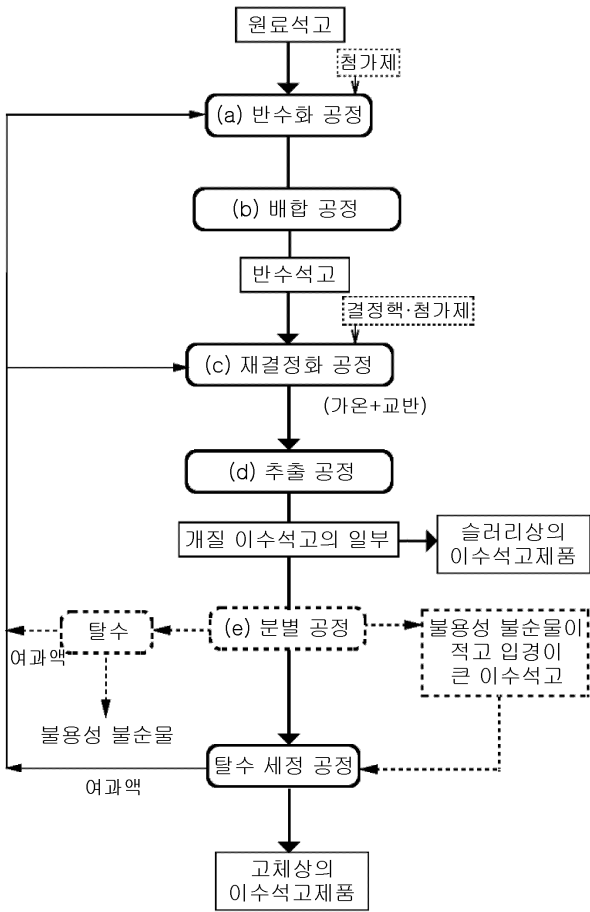 원료석고
첨가제
(a) 반수화 공정
(b) 배합 공정
반수석고
결정핵·첨가제
(c) 재결정화 공정
(가온+교반)
(d) 추출 공정
개질 이수석고의 일부
슬러리상의
이수석고제품
탈수
(e) 분별 공정
불용성 불순물이
적고 입경이
큰 이수석고
여과액
불용성 불순물
탈수 세정 공정
여과액
고체상의
이수석고제품